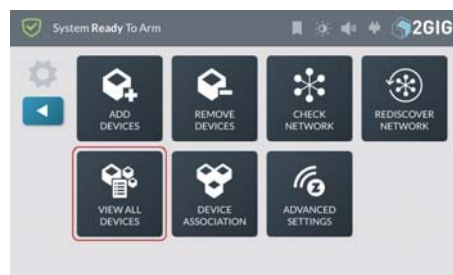 System Ready To Arm
2GIG
ADD
DEVICES
REMOVE
DEVICES
CHECK
NETWORK
REDISCOVER
NETWORK
VIEW ALL
DEVICES
DEVICE
ASSOCIATION
ADVANCED
SETTINGS
Z